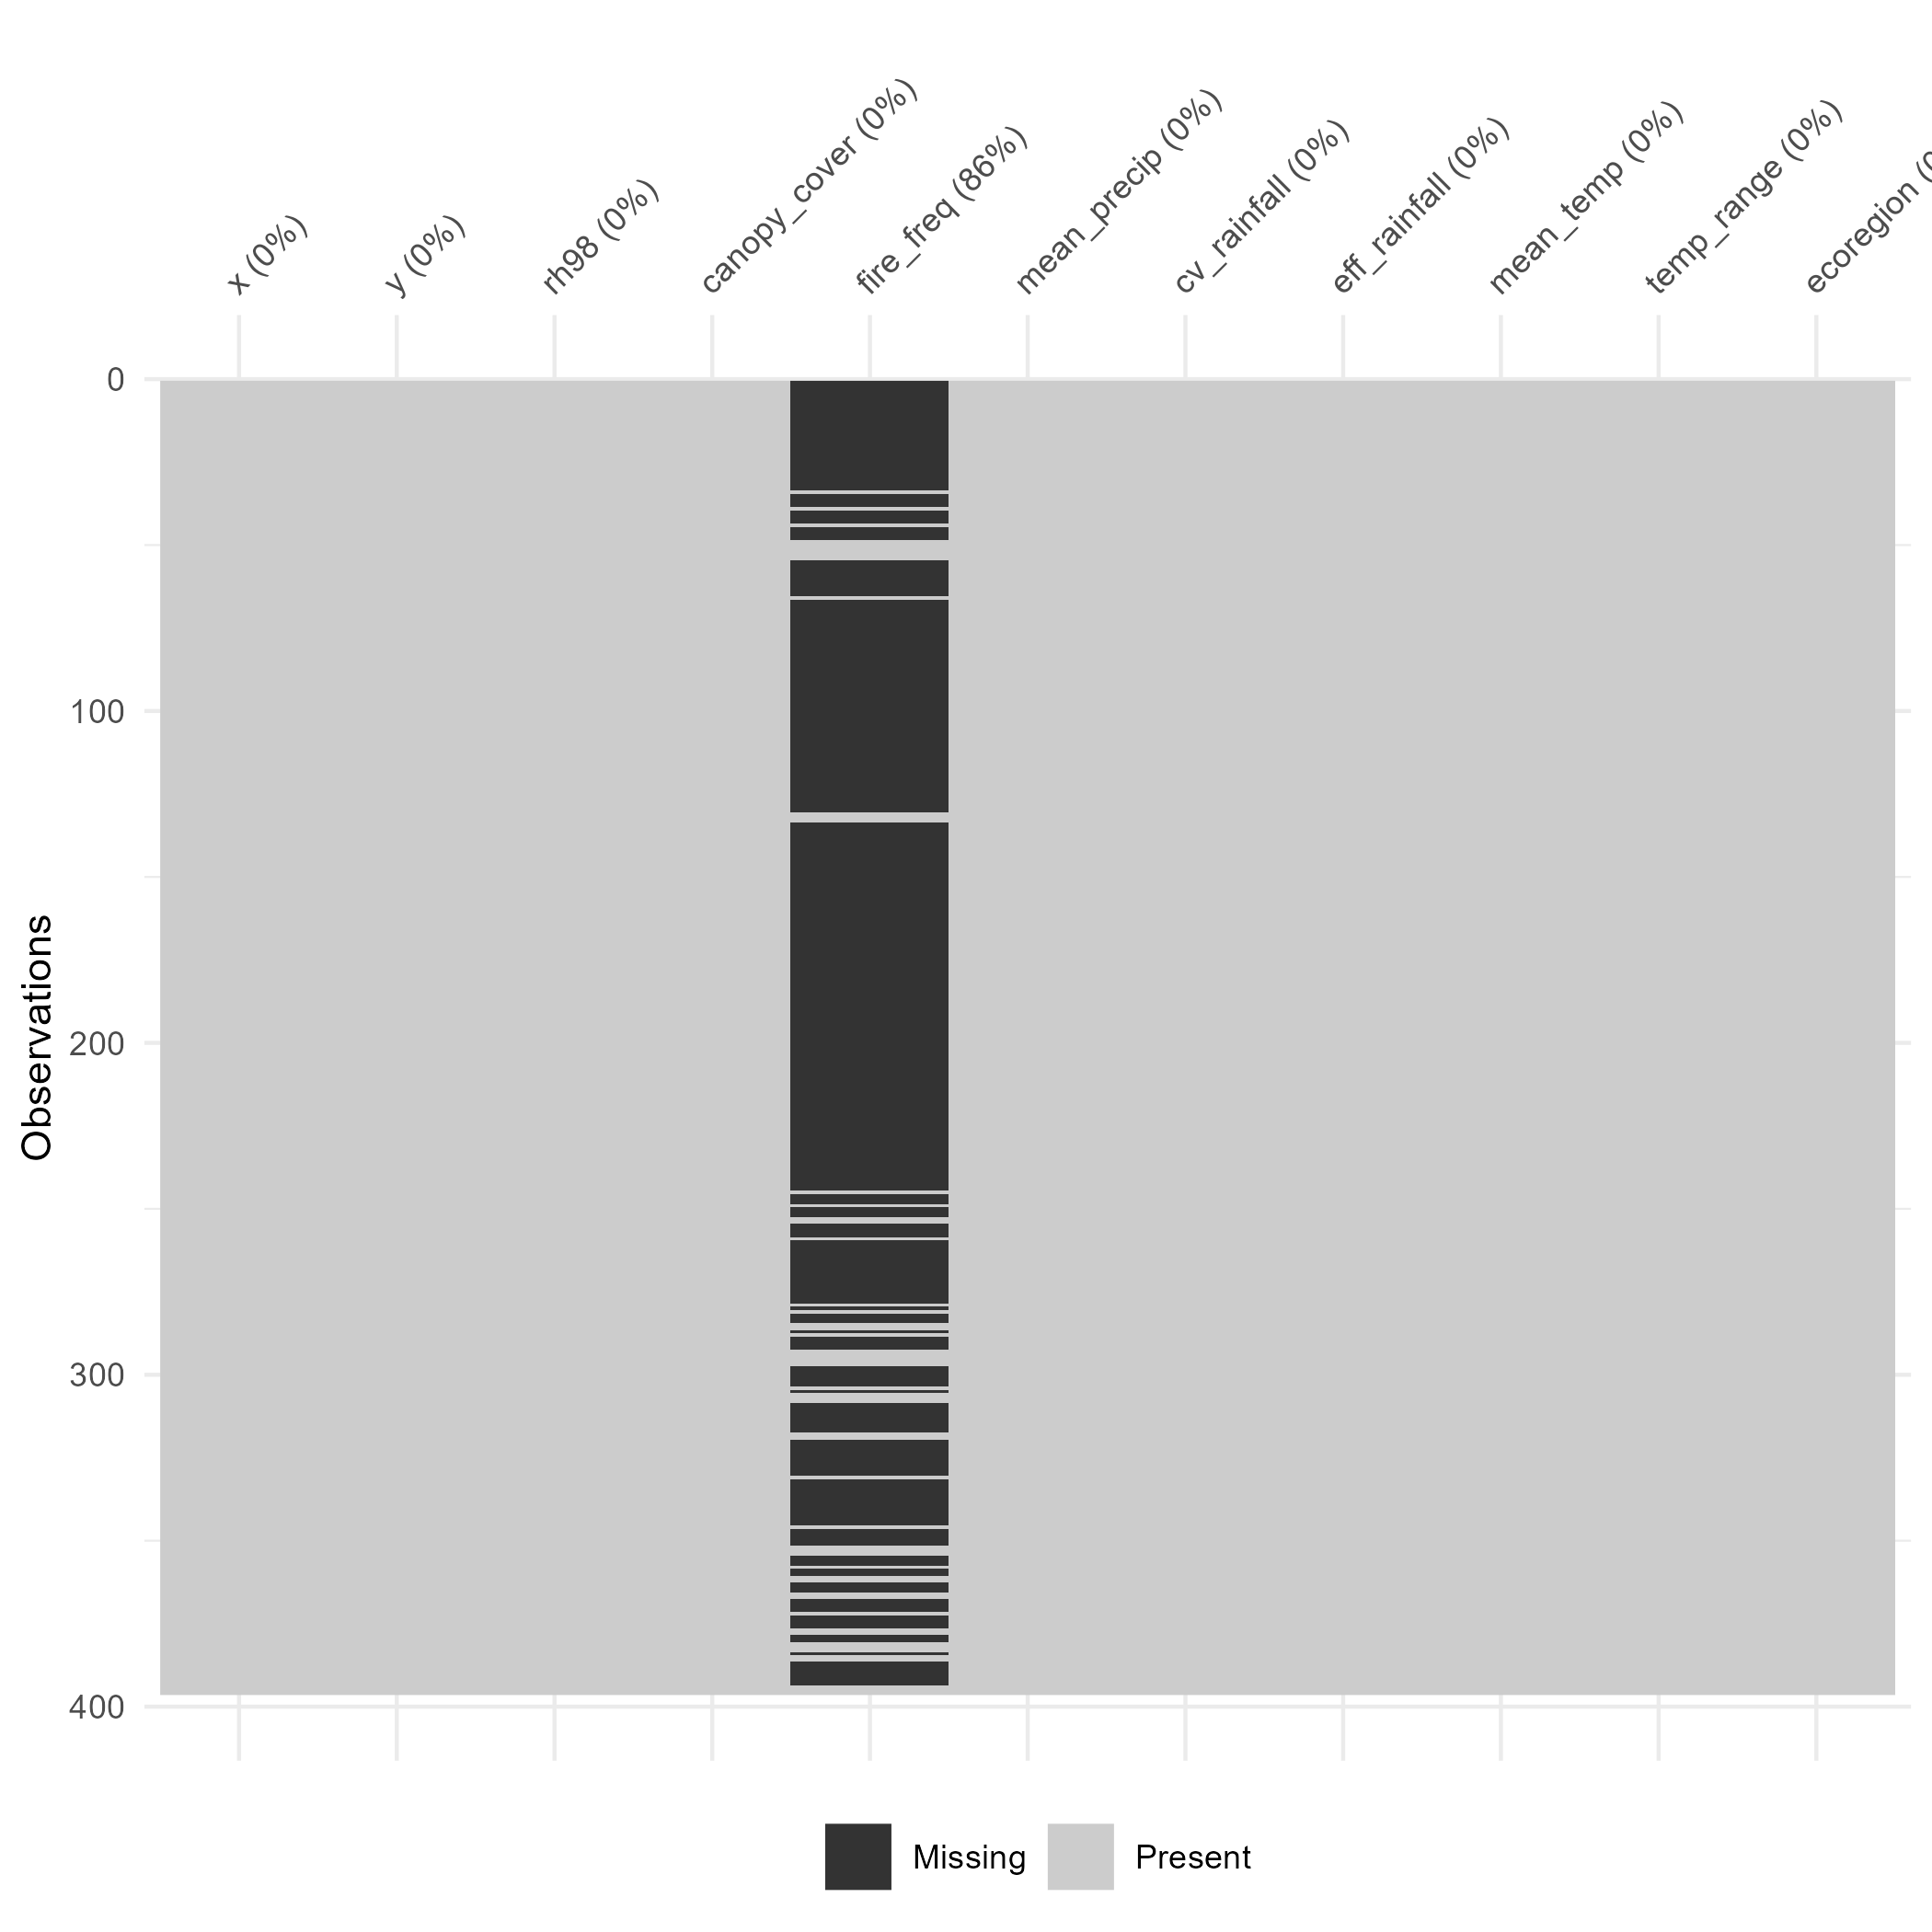 x (0%)
y (0%)
rh98 (0%)
canopy_cover (0%)
fire_freq (86%)
mean_precip (0%)
cv_rainfall (0%)
eff_rainfall (0%)
mean_temp (0%)
temp_range (0%)
ecoregion (0
0
100
200
300
400
Observations
Missing
Present